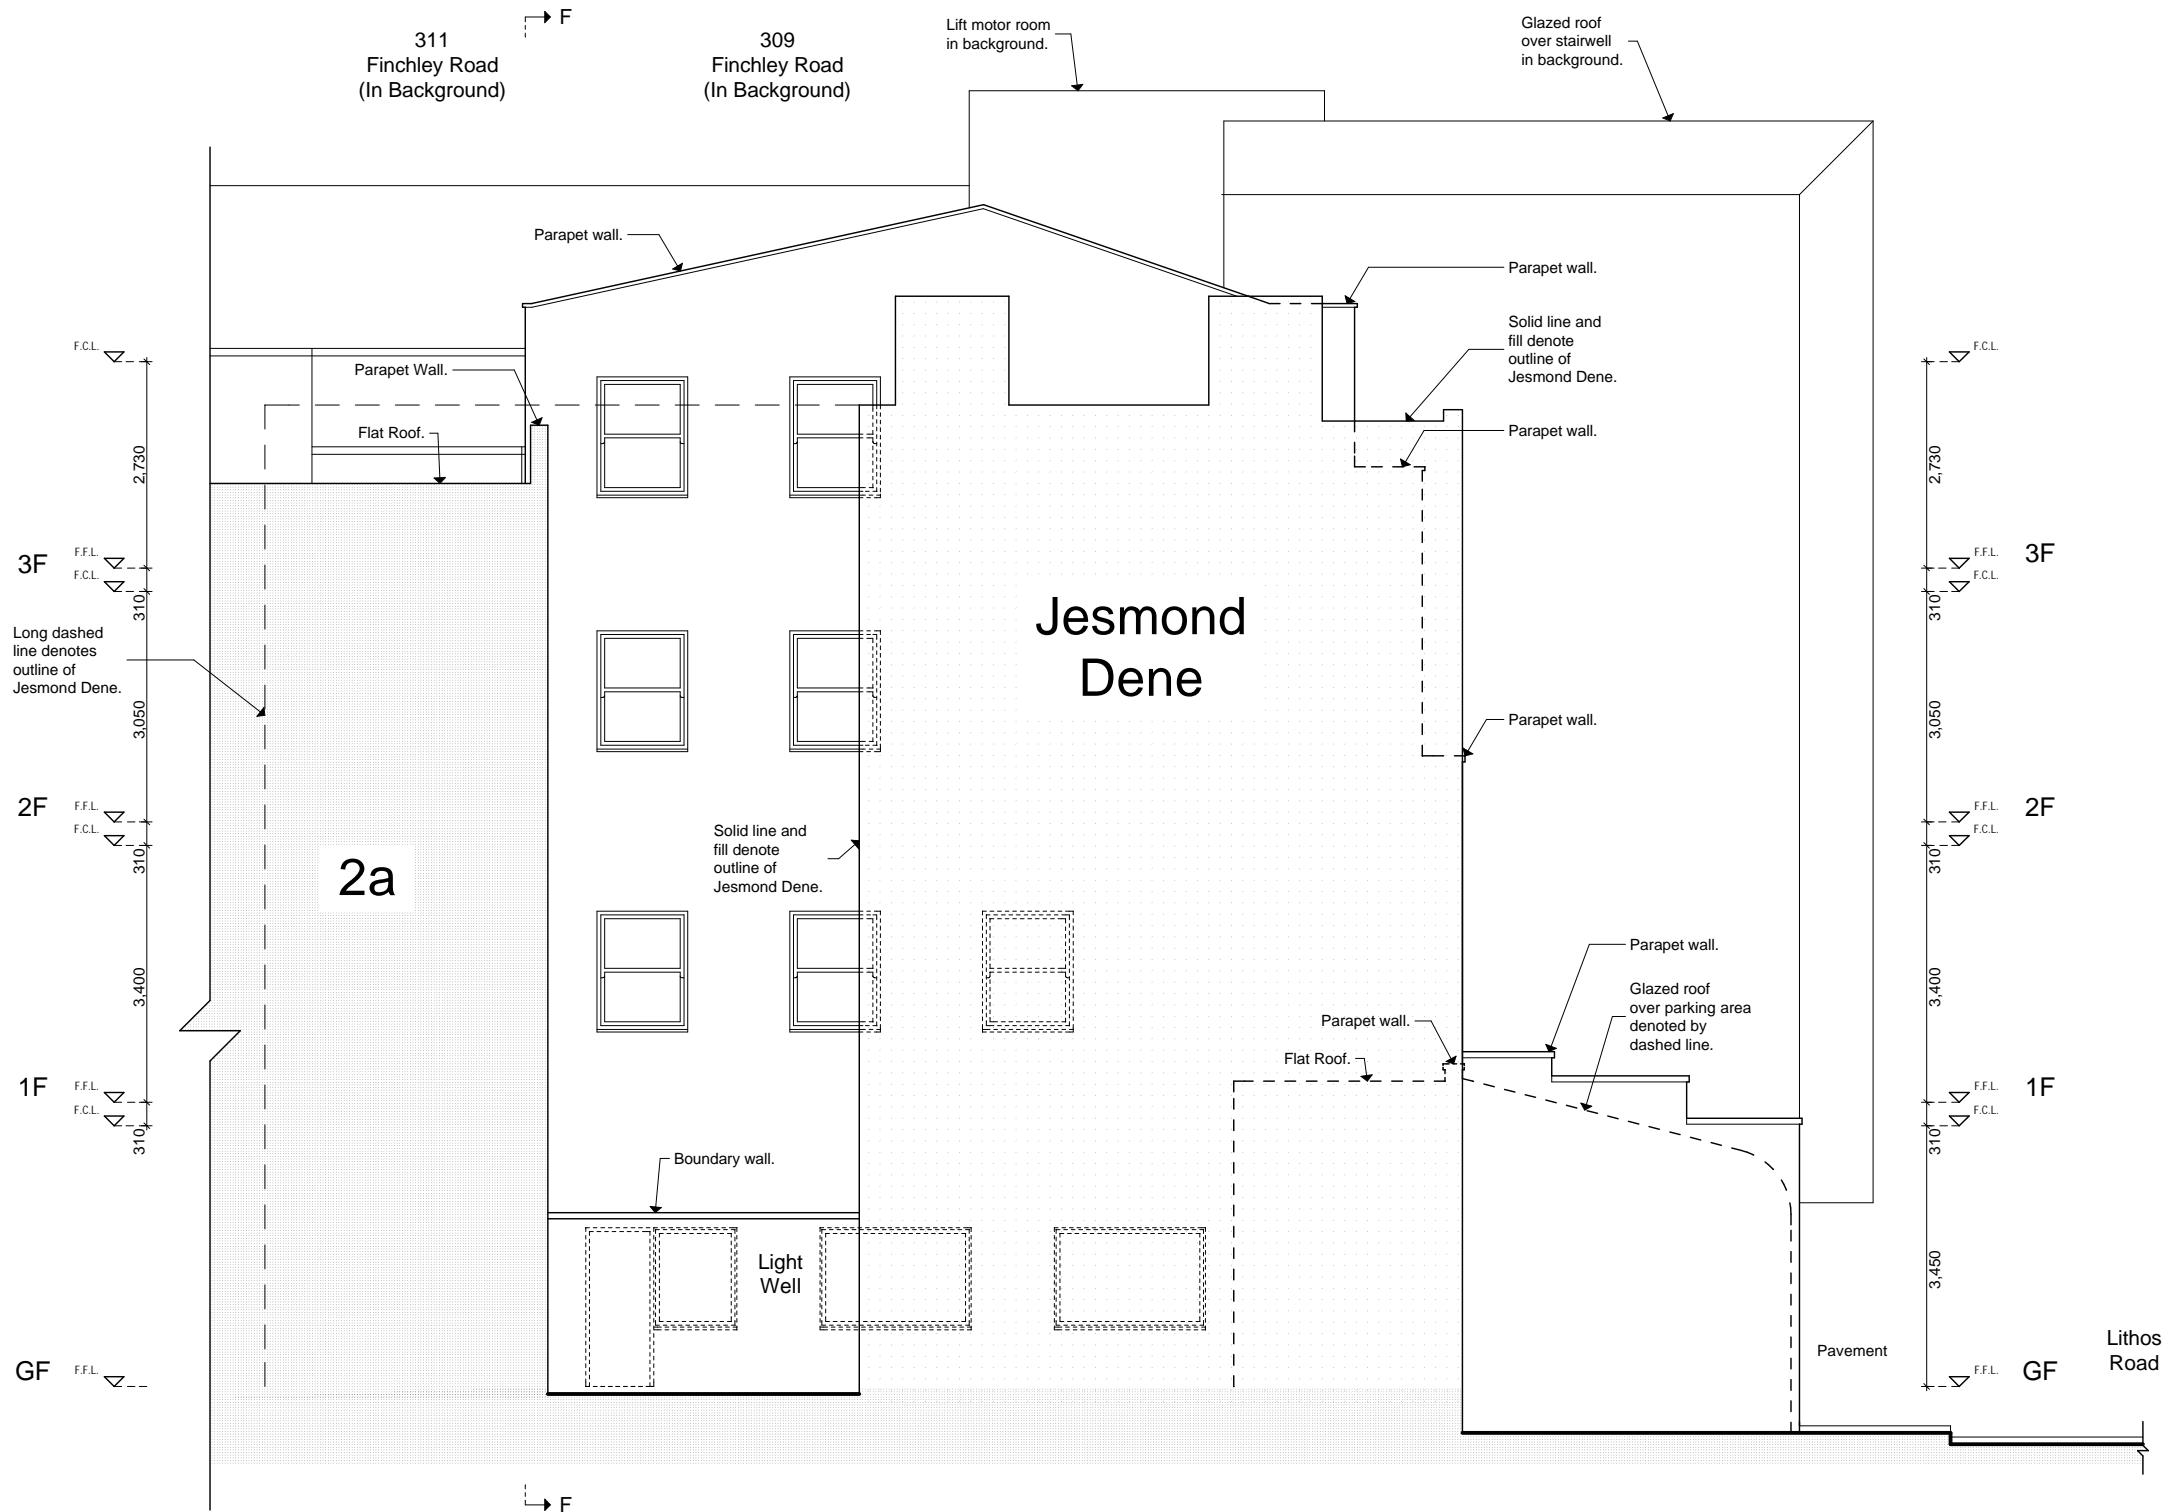 F
311
Finchley Road
(In Background)
309
Finchley Road
(In Background)
Lift motor room
in background.
Glazed roof
over stairwell
in background.
Parapet wall.
Parapet wall.
Solid line and
fill denote
outline of
Jesmond Dene.
F.C.L.
F.C.L.
Parapet Wall.
Flat Roof.
Parapet wall.
2,730
2,730
3F
F.F.L.
F.C.L.
310
F.F.L.
F.C.L.
310
3F
Jesmond
Dene
Long dashed
line denotes
outline of
Jesmond Dene.
3,050
Parapet wall.
3,050
2F
F.F.L.
F.C.L.
310
F.F.L.
F.C.L.
310
2F
Solid line and
fill denote
outline of
Jesmond Dene.
2a
3,400
Parapet wall.
Glazed roof
over parking area
denoted by
dashed line.
3,400
Parapet wall.
Flat Roof.
1F
F.F.L.
F.C.L.
310
F.F.L.
F.C.L.
310
1F
Boundary wall.
Light
Well
3,450
Pavement
Lithos
Road
GF
F.F.L.
F.F.L.
GF
F